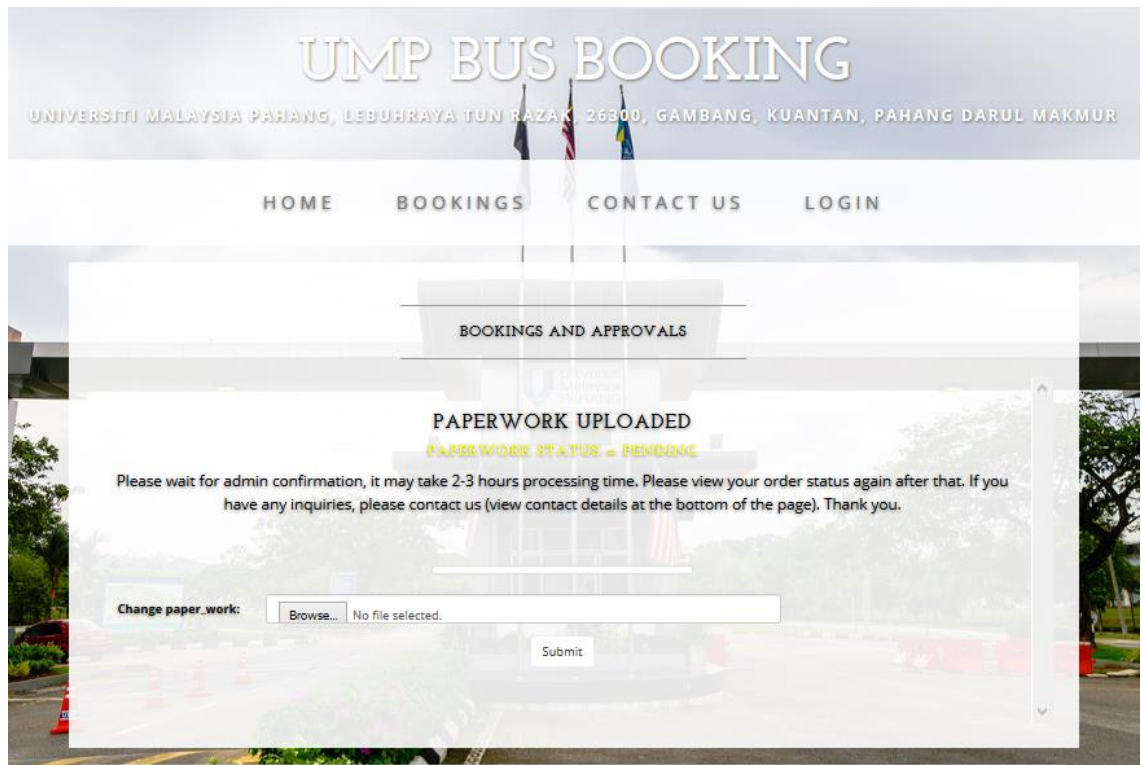 UMP BUS BOOKING
UNIVERSITI MALAYSIA PAHANG, LEBUHRAYA TUN RAZAK, 26300, GAMBANG, KUANTAN, PAHANG DARUL MAKMUR
HOME BOOKINGS CONTACT US LOGIN
BOOKINGS AND APPROVALS
Universiti
Malaysia
PAHANG
PAPERWORK UPLOADED
PAPERWORK STATUS = PENDING
Please wait for admin confirmation, it may take 2-3 hours processing time. Please view your order status again after that. If you
have any inquiries, please contact us (view contact details at the bottom of the page). Thank you.
Change paper_work: Browse... No file selected.
Submit